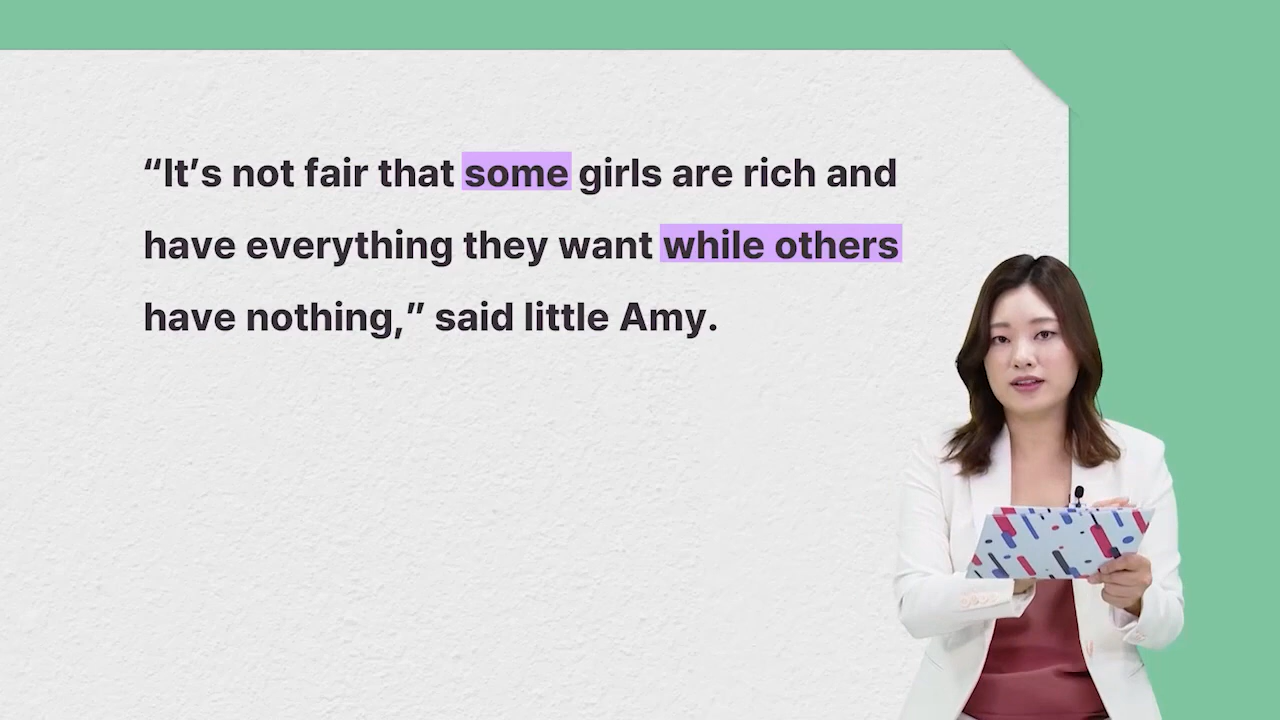 “It’s not fair that some girls are rich and
have everything they want while others
have nothing,” said little Amy.